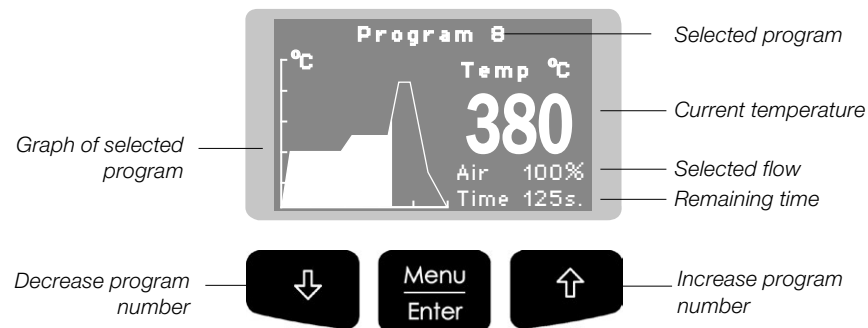 Program 8
°C
Temp °C
380
Air 100%
Time 125s.
Selected program
Current temperature
Selected flow
Remaining time
Graph of selected
program
Decrease program
number
Menu
Enter
Increase program
number